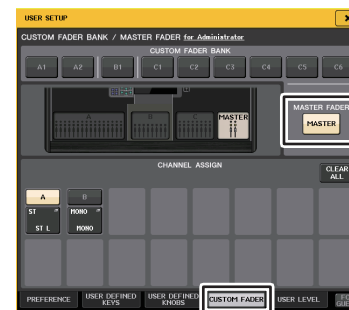 USER SETUP
CUSTOM FADER BANK / MASTER FADER for Administrator
CUSTOM FADER BANK
A1 A2 B1 C1 C2 C3 C4 C5 C6
MASTER FADER
MASTER
A B C MASTER
CHANNEL ASSIGN
CLEAR ALL
A B
ST MONO
ST L MONO
PREFERENCE USER DEFINED KEYS USER DEFINED KNOBS CUSTOM FADER USER LEVEL